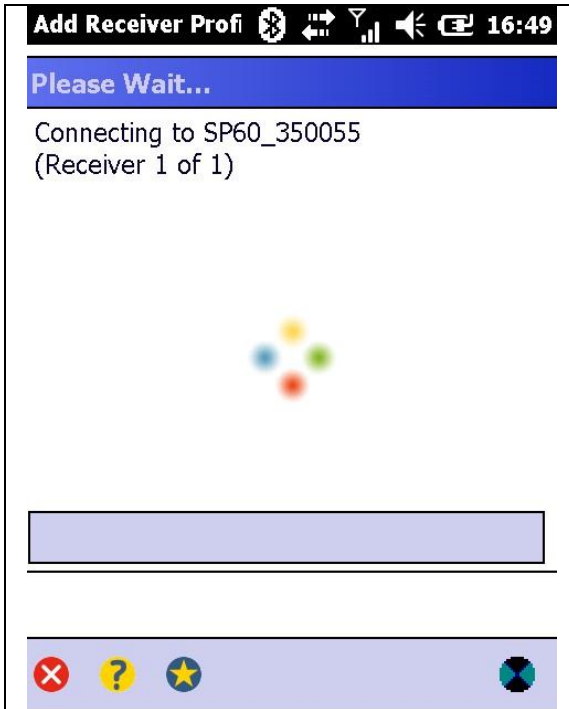 Add Receiver Profi 16:49
Please Wait...
Connecting to SP60_350055
(Receiver 1 of 1)
?